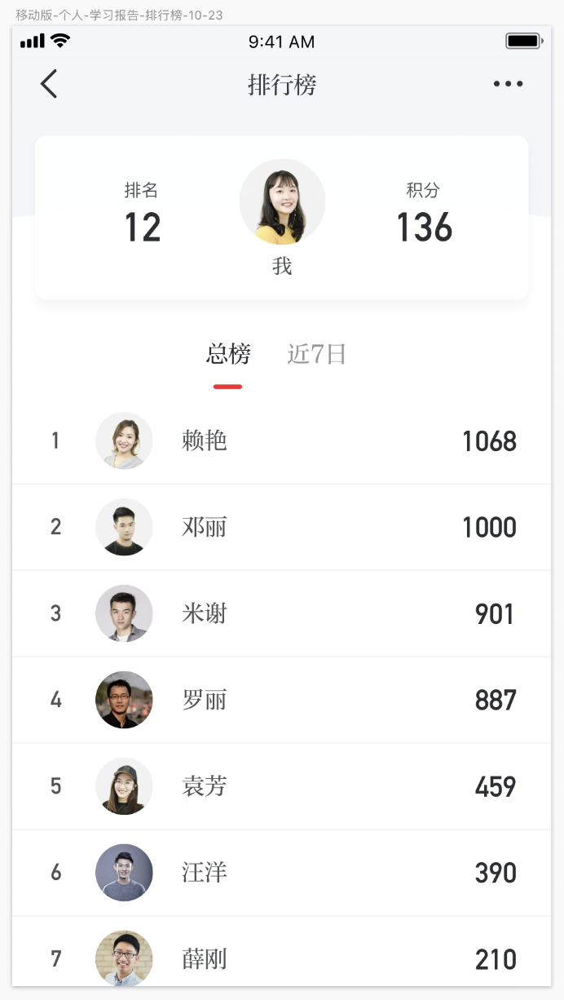 移动版-个人-学习报告-排行榜-10-23
9:41 AM
排行榜
排名
12
积分
136
我
总榜 近7日
1 赖艳 1068
2 邓丽 1000
3 米谢 901
4 罗丽 887
5 袁芳 459
6 汪洋 390
7 薛刚 210